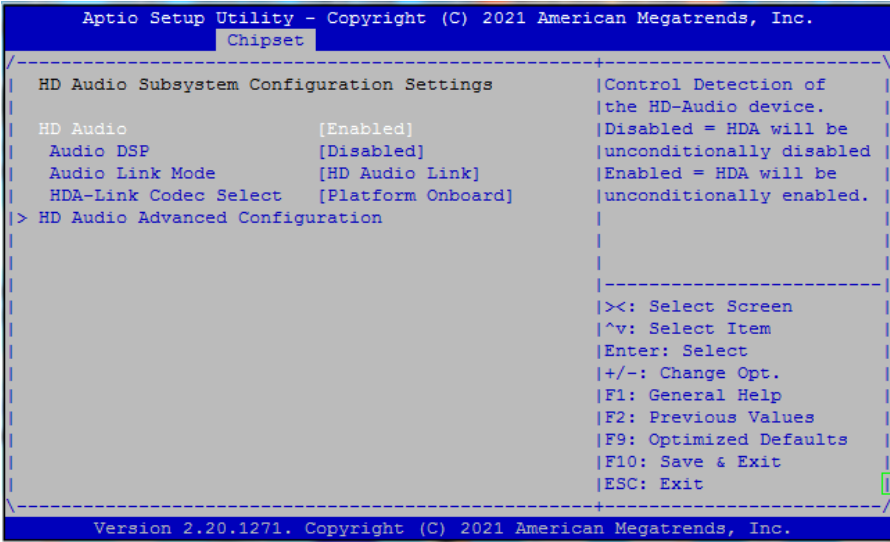 Aptio Setup Utility – Copyright (C) 2021 American Megatrends, Inc.
Chipset
HD Audio Subsystem Configuration Settings
HD Audio [Enabled]
Audio DSP [Disabled]
Audio Link Mode [HD Audio Link]
HDA-Link Codec Select [Platform Onboard]
> HD Audio Advanced Configuration
Control Detection of
the HD-Audio device.
Disabled = HDA will be
unconditionally disabled
Enabled = HDA will be
unconditionally enabled.
><: Select Screen
^v: Select Item
Enter: Select
+/-: Change Opt.
F1: General Help
F2: Previous Values
F9: Optimized Defaults
F10: Save & Exit
ESC: Exit
Version 2.20.1271. Copyright (C) 2021 American Megatrends, Inc.